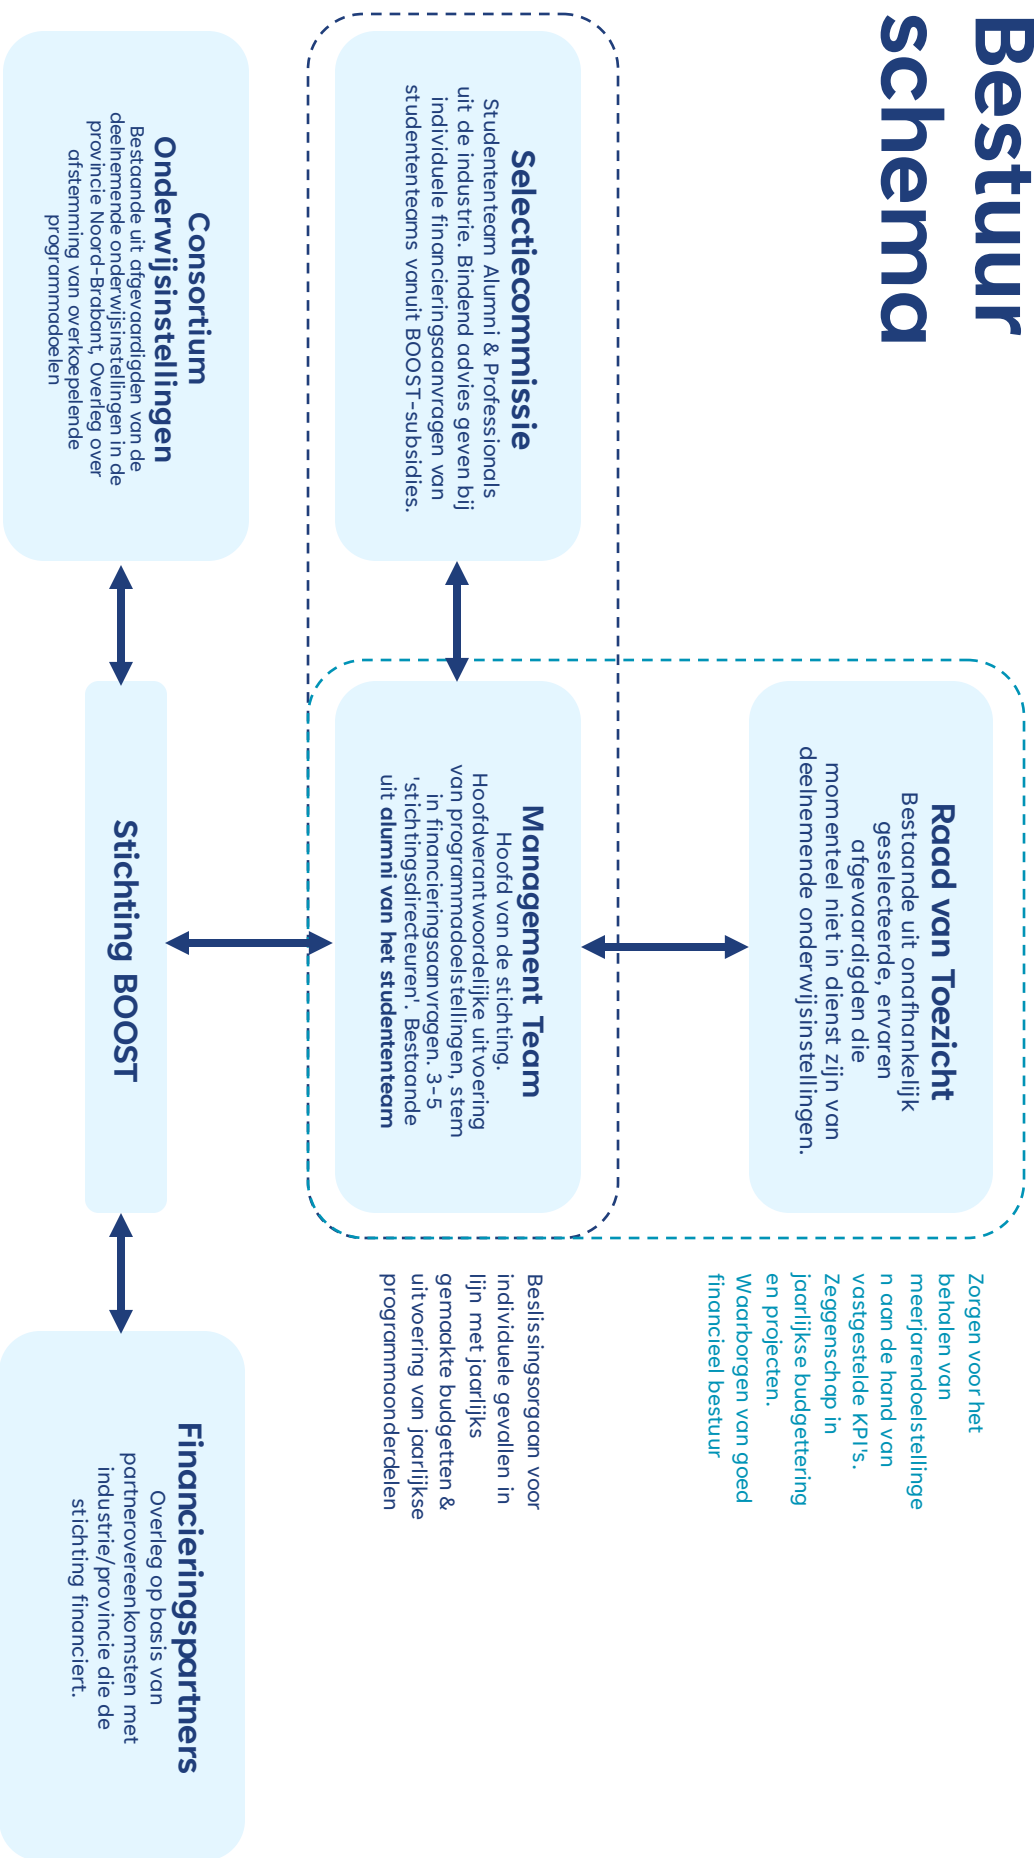 Bestuur
schema
Raad van Toezicht
Bestaande uit onafhankelijk
geselecteerde, ervaren
afgevaardigden die
momenteel niet in dienst zijn van
deelnemende onderwijsinstellingen.
Zorgen voor het
behalen van
meerjarendoelstellinge
n aan de hand van
vastgestelde KPI's.
Zeggenschap in
jaarlijkse budgettering
en projecten.
Waarborgen van goed
financieel bestuur
Selectiecommissie
Studententeam Alumni & Professionals
uit de industrie. Bindend advies geven bij
individuele financieringsaanvragen van
studententeams vanuit BOOST-subsidies.
Management Team
Hoofd van de stichting.
Hoofdverantwoordelijke uitvoering
van programmadoelstellingen, stem
in financieringsaanvragen. 3-5
'stichtingsdirecteuren'. Bestaande
uit alumni van het studententeam
Beslissingsorgaan voor
individuele gevallen in
lijn met jaarlijks
gemaakte budgetten &
uitvoering van jaarlijkse
programmaonderdelen
Consortium
Onderwijsinstellingen
Bestaande uit afgevaardigden van de
deelnemende onderwijsinstellingen in de
provincie Noord-Brabant, Overleg over
afstemming van overkoepelende
programmadoelen
Stichting BOOST
Financieringspartners
Overleg op basis van
partnerovereenkomsten met
industrie/provincie die de
stichting financiert.